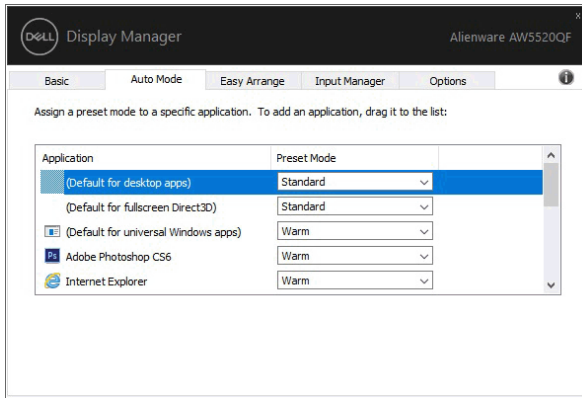 DELL Display Manager
Alienware AW5520QF
x
Basic Auto Mode Easy Arrange Input Manager Options i
Assign a preset mode to a specific application. To add an application, drag it to the list:
Application Preset Mode
(Default for desktop apps) Standard
(Default for fullscreen Direct3D) Standard
(Default for universal Windows apps) Warm
Ps Adobe Photoshop CS6 Warm
Internet Explorer Warm